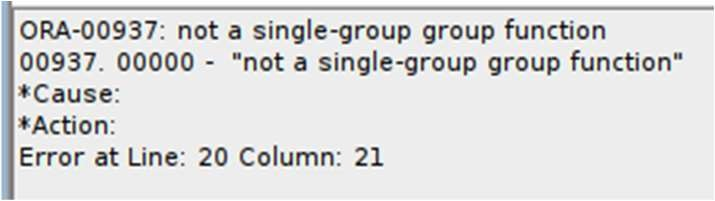 ORA-00937: not a single-group group function
00937. 00000 -  "not a single-group group function"
*Cause:
*Action:
Error at Line: 20 Column: 21